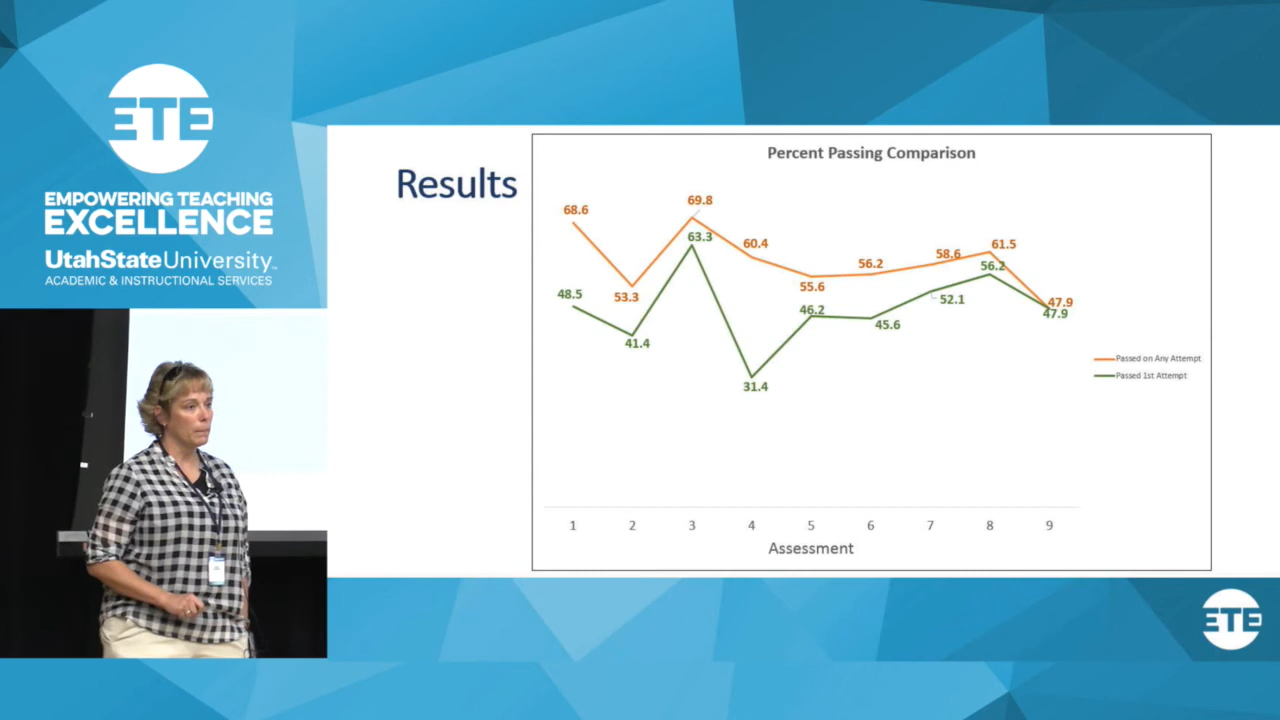 ETE
EMPOWERING TEACHING
EXCELLENCE
UtahStateUniversity™
ACADEMIC & INSTRUCTIONAL SERVICES
Results
Percent Passing Comparison
68.6
53.3
69.8
60.4
55.6
56.2
58.6
61.5
47.9
48.5
41.4
63.3
31.4
46.2
45.6
52.1
56.2
47.9
Passed on Any Attempt
Passed 1st Attempt
1 2 3 4 5 6 7 8 9
Assessment
ETE